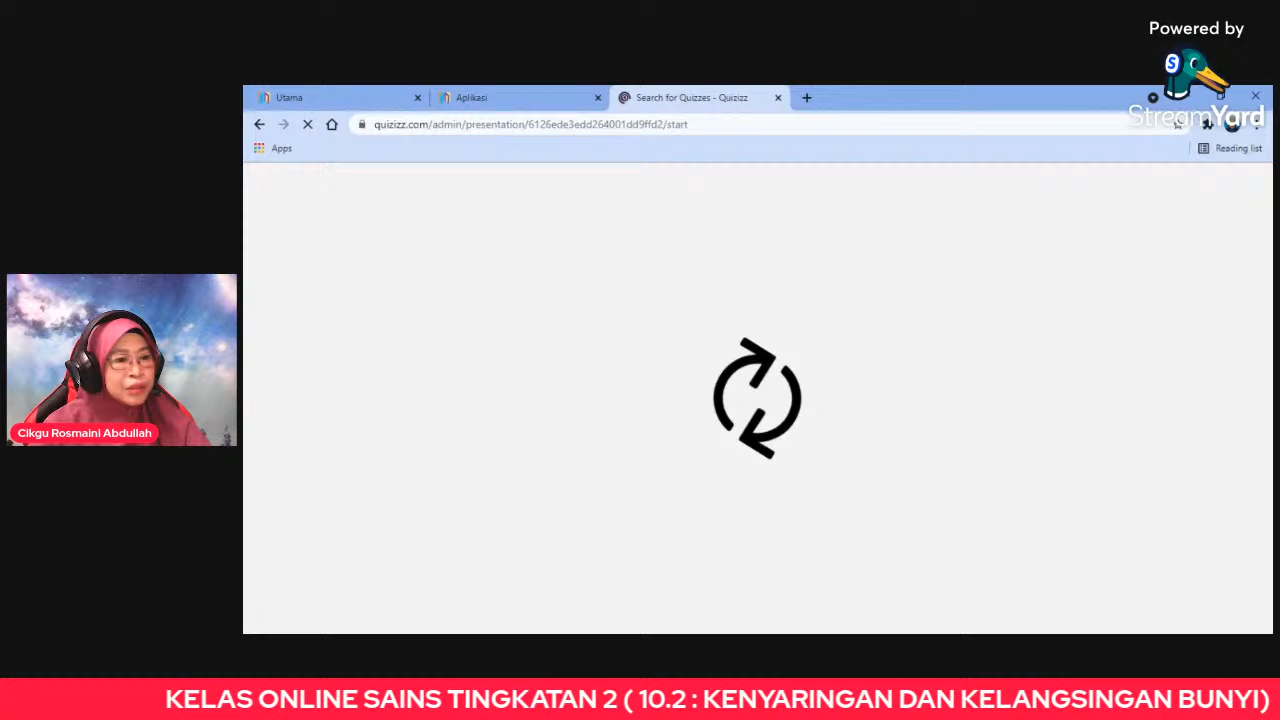 Powered by
S
StreamYard
Utama
Aplikasi
Search for Quizzes - Quizizz
quizizz.com/admin/presentation/6126ede3edd264001dd9ffd2/start
Apps
Reading list
Cikgu Rosmaini Abdullah
KELAS ONLINE SAINS TINGKATAN 2 ( 10.2 : KENYARINGAN DAN KELANGSINGAN BUNYI)